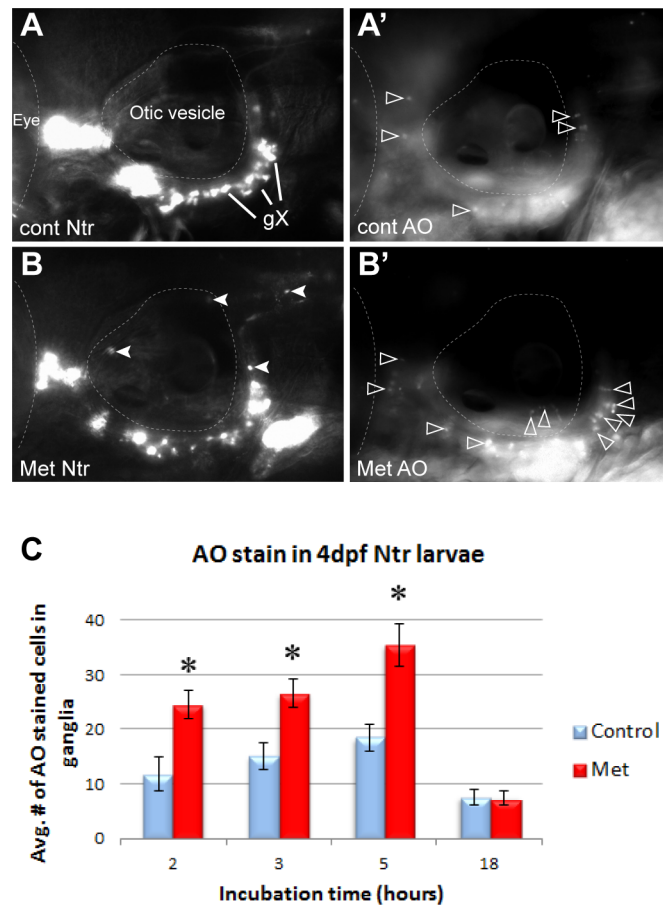 A
Eye
Otic vesicle
gX
cont Ntr
A’
cont AO
B
Met Ntr
B’
Met AO
C
AO stain in 4dpf Ntr larvae
Avg. # of AO stained cells in
ganglia
40
30
20
10
0
*
*
*
2 3 5 18
Incubation time (hours)
Control
Met